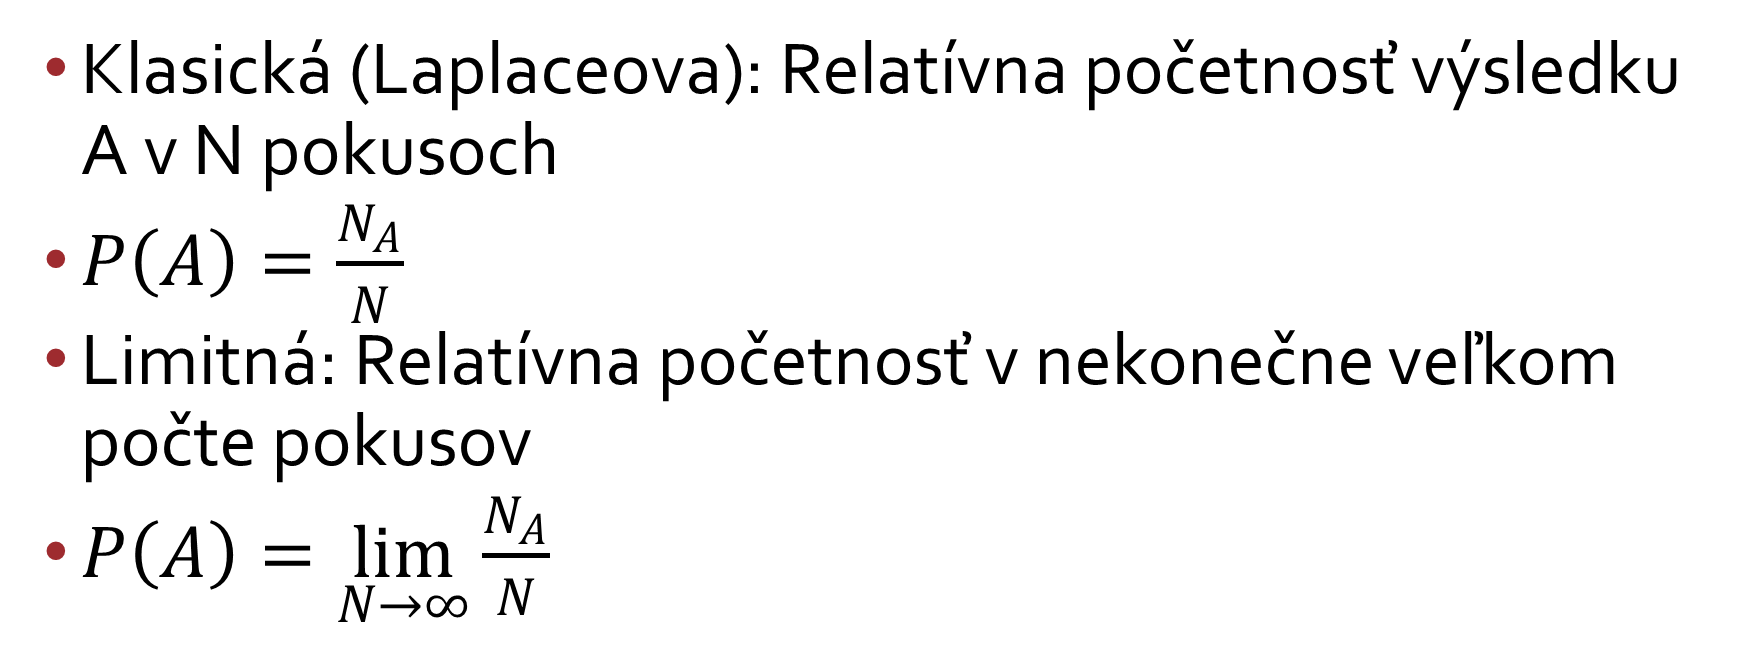 • Klasická (Laplaceova): Relatívna početnosť výsledku
A v N pokusoch
• P(A) = N_A / N
• Limitná: Relatívna početnosť v nekonečne veľkom
počte pokusov
• P(A) = lim_{N→∞} N_A / N